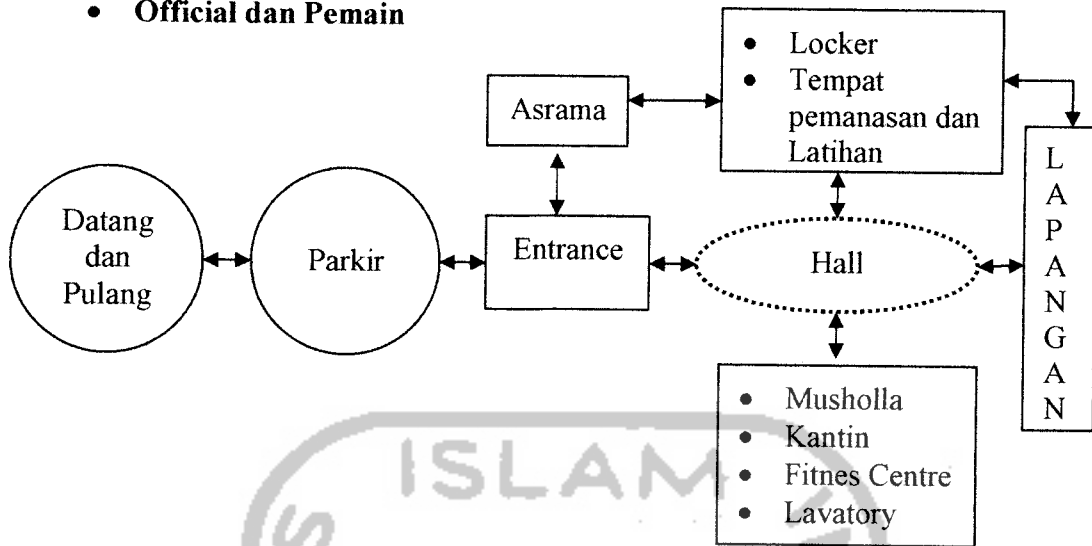 • Official dan Pemain
• Locker
• Tempat
pemanasan dan
Latihan
Asrama
Datang
dan
Pulang
Parkir
Entrance
Hall
L
A
P
A
N
G
A
N
• Musholla
• Kantin
• Fitnes Centre
• Lavatory
ISLAM